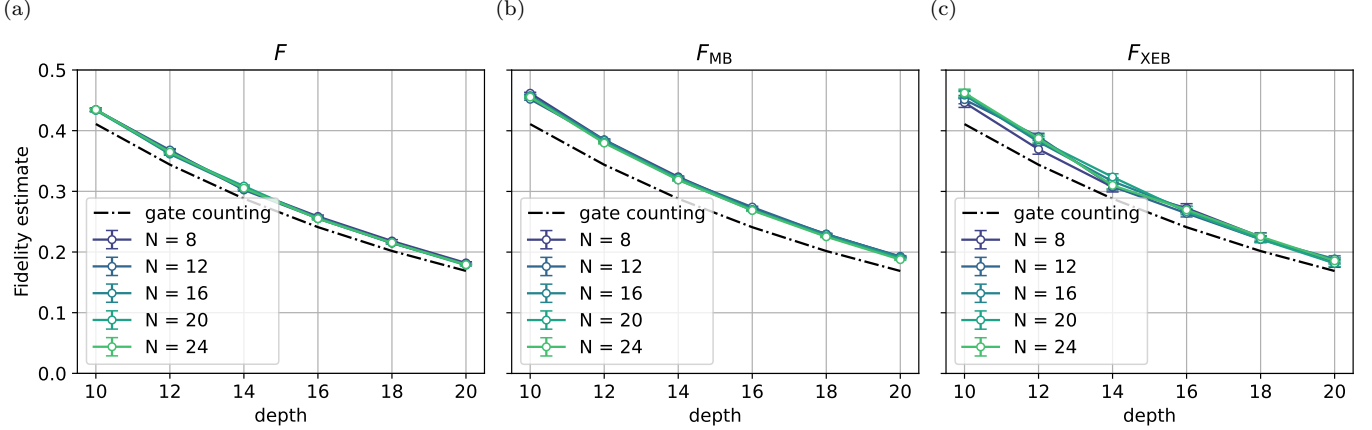 (a)
F
0.5
0.4
0.3
0.2
0.1
0.0
Fidelity estimate
gate counting
N = 8
N = 12
N = 16
N = 20
N = 24
10 12 14 16 18 20
depth
(b)
F_MB
gate counting
N = 8
N = 12
N = 16
N = 20
N = 24
10 12 14 16 18 20
depth
(c)
F_XEB
gate counting
N = 8
N = 12
N = 16
N = 20
N = 24
10 12 14 16 18 20
depth